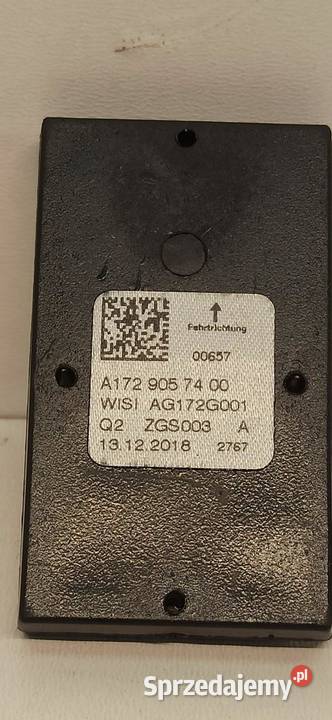 Fahrtrichtung
00657
A172 905 74 00
WISI AG172G001
Q2 ZGS003 A
13.12.2018 2767
Sprzedajemy.pl